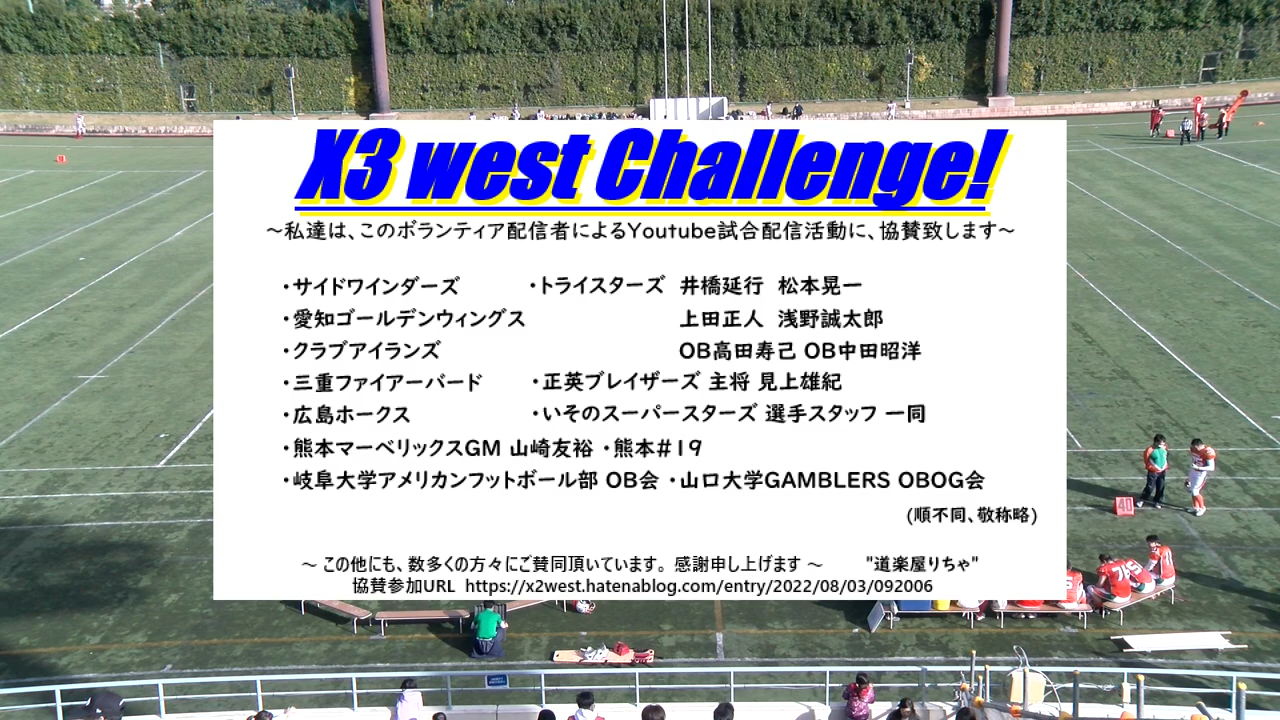 X3 west Challenge!
～私達は、このボランティア配信者によるYoutube試合配信活動に、協賛致します～
・サイドワインダーズ ・トライスターズ 井橋延行 松本晃一
・愛知ゴールデンウィングス 上田正人 浅野誠太郎
・クラブアイランズ OB高田寿己 OB中田昭洋
・三重ファイアーバード ・正英ブレイザーズ 主将 見上雄紀
・広島ホークス ・いそのスーパースターズ 選手スタッフ 一同
・熊本マーベリックスGM 山崎友裕 ・熊本#19
・岐阜大学アメリカンフットボール部 OB会 ・山口大学GAMBLERS OBOG会
(順不同、敬称略)
～ この他にも、数多くの方々にご賛同頂いています。感謝申し上げます ～ "道楽屋りちゃ"
協賛参加URL https://x2west.hatenablog.com/entry/2022/08/03/092006
40